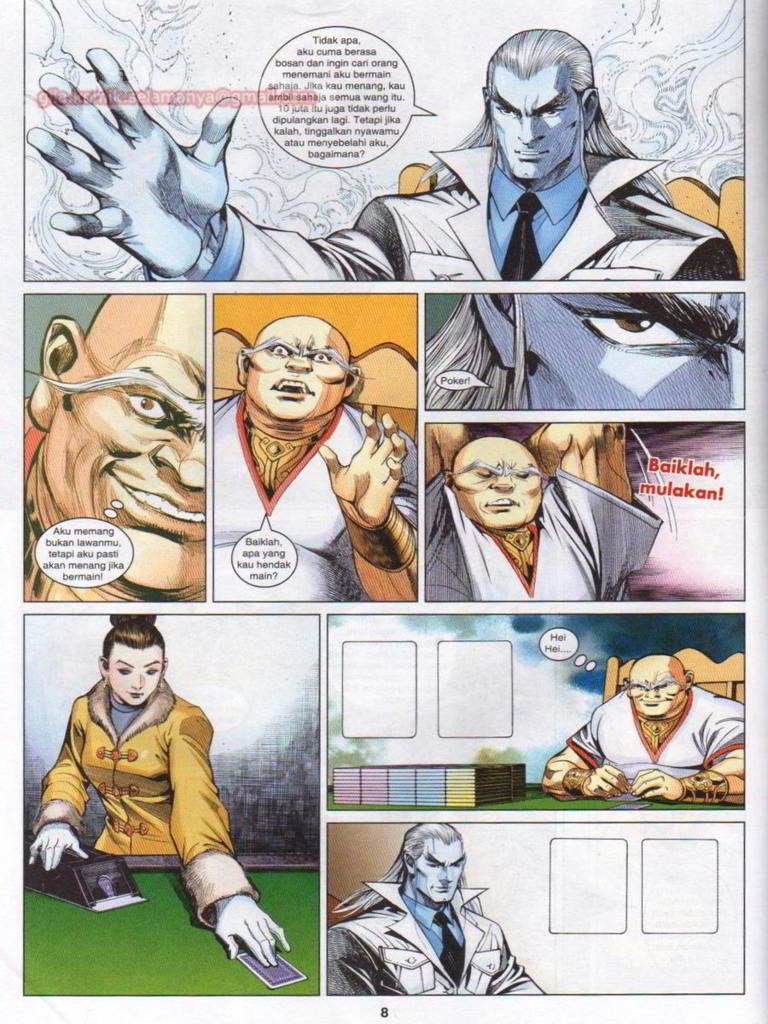 Tidak apa,
aku cuma berasa
bosan dan ingin cari orang
menemani aku bermain
sahaja. Jika kau menang, kau
ambil sahaja semua wang itu.
10 juta itu juga tidak perlu
dipulangkan lagi. Tetapi jika
kalah, tinggalkan nyawamu
atau menyebelahi aku,
bagaimana?
Aku memang
bukan lawanmu,
tetapi aku pasti
akan menang jika
bermain!
Baiklah,
apa yang
kau hendak
main?
Poker!
Baiklah,
mulakan!
Hei
Hei....
8